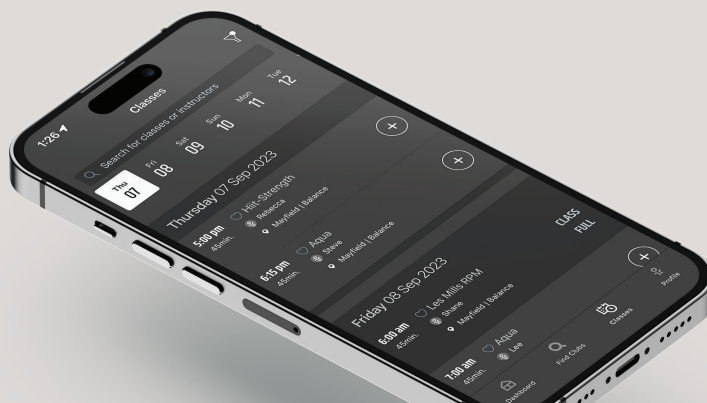 1:26
Classes
Search for classes or instructors
Thu Fri Sat Sun Mon Tue
07 08 09 10 11 12
Thursday 07 Sep 2023
5:00 pm Hiit-Strength
45min. Rebecca
Mayfield | Balance
6:15 pm Aqua
45min. Steve
Mayfield | Balance
Friday 08 Sep 2023
6:00 am Les Mills RPM
45min. Shane
Mayfield | Balance
CLASS
FULL
7:00 am Aqua
45min. Lee
Dashboard Find Clubs Classes Profile